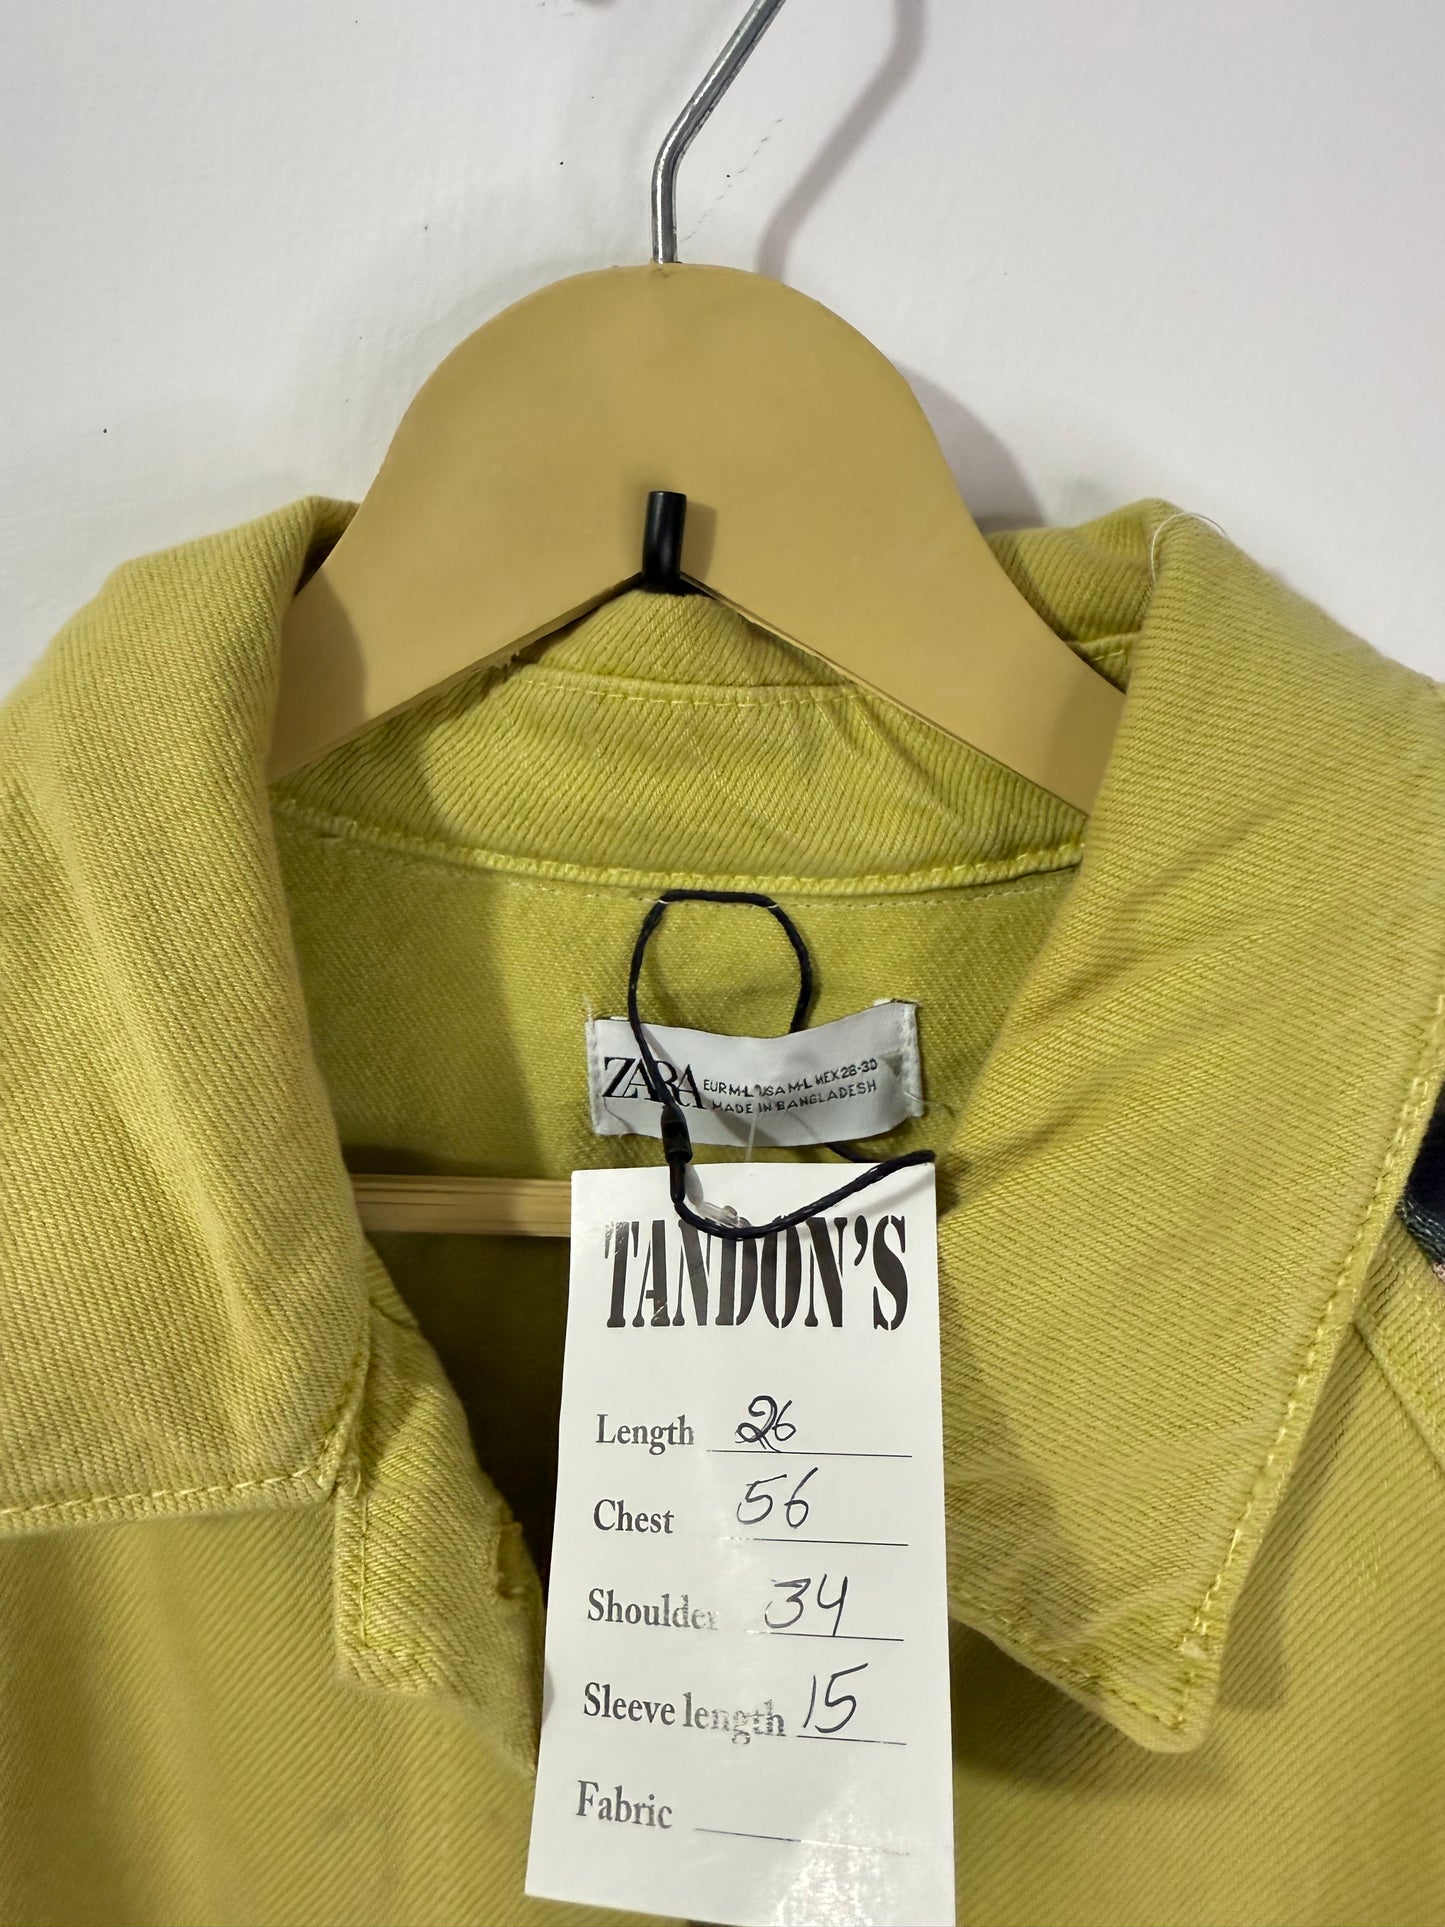 ZARA EUR M-L USA M-L MEX 28-30
MADE IN BANGLADESH
TANDON'S
Length 26
Chest 56
Shoulder 34
Sleeve length 15
Fabric